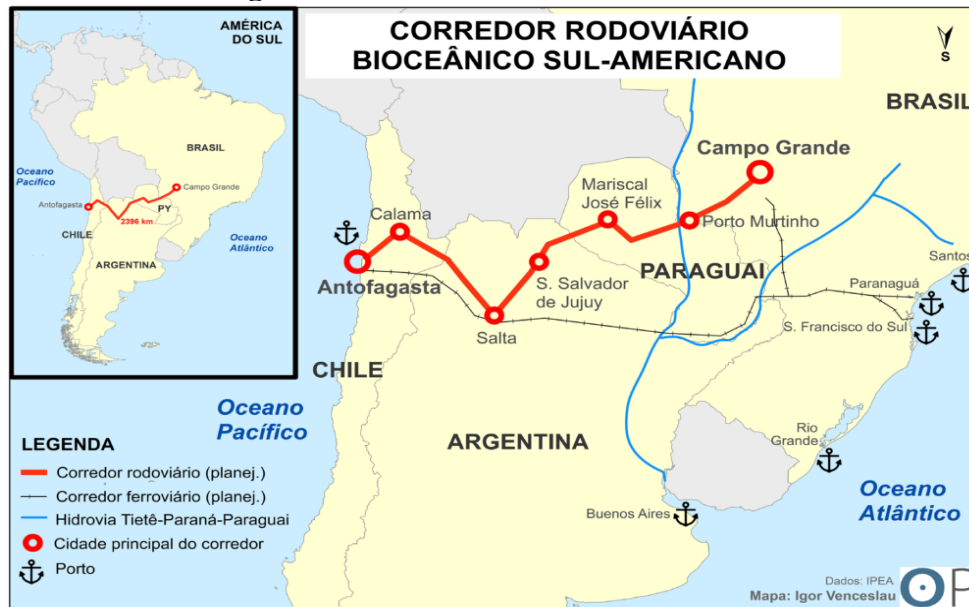 AMÉRICA
DO SUL
BRASIL
Oceano
Pacífico
Campo Grande
Antofagasta
PY
2396 km
CHILE
Oceano
Atlântico
ARGENTINA
CORREDOR RODOVIÁRIO
BIOCEÂNICO SUL-AMERICANO
S
BRASIL
Campo Grande
Mariscal
José Félix
Calama
Porto Murtinho
PARAGUAI
Antofagasta
S. Salvador
de Jujuy
Santos
Paranaguá
S. Francisco do Sul
Salta
CHILE
Oceano
Pacífico
ARGENTINA
Rio
Grande
Oceano
Atlântico
Buenos Aires
LEGENDA
Corredor rodoviário (planej.)
Corredor ferroviário (planej.)
Hidrovia Tietê-Paraná-Paraguai
Cidade principal do corredor
Porto
Dados: IPEA
Mapa: Igor Venceslau